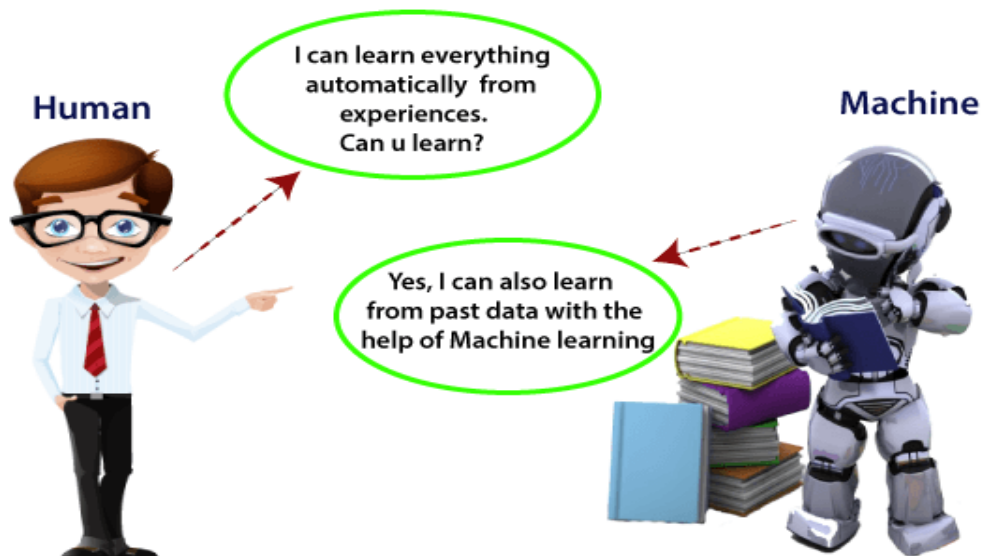 Human
I can learn everything
automatically from
experiences.
Can u learn?
Machine
Yes, I can also learn
from past data with the
help of Machine learning